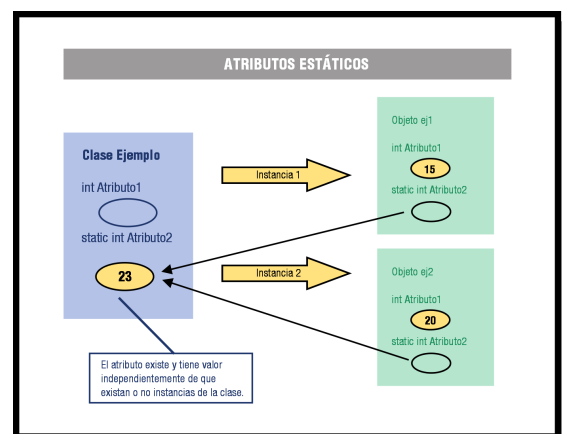 ATRIBUTOS ESTÁTICOS
Clase Ejemplo
int Atributo1
static int Atributo2
23
El atributo existe y tiene valor
independientemente de que
existan o no instancias de la clase.
Instancia 1
Instancia 2
Objeto ej1
int Atributo1
15
static int Atributo2
Objeto ej2
int Atributo1
20
static int Atributo2